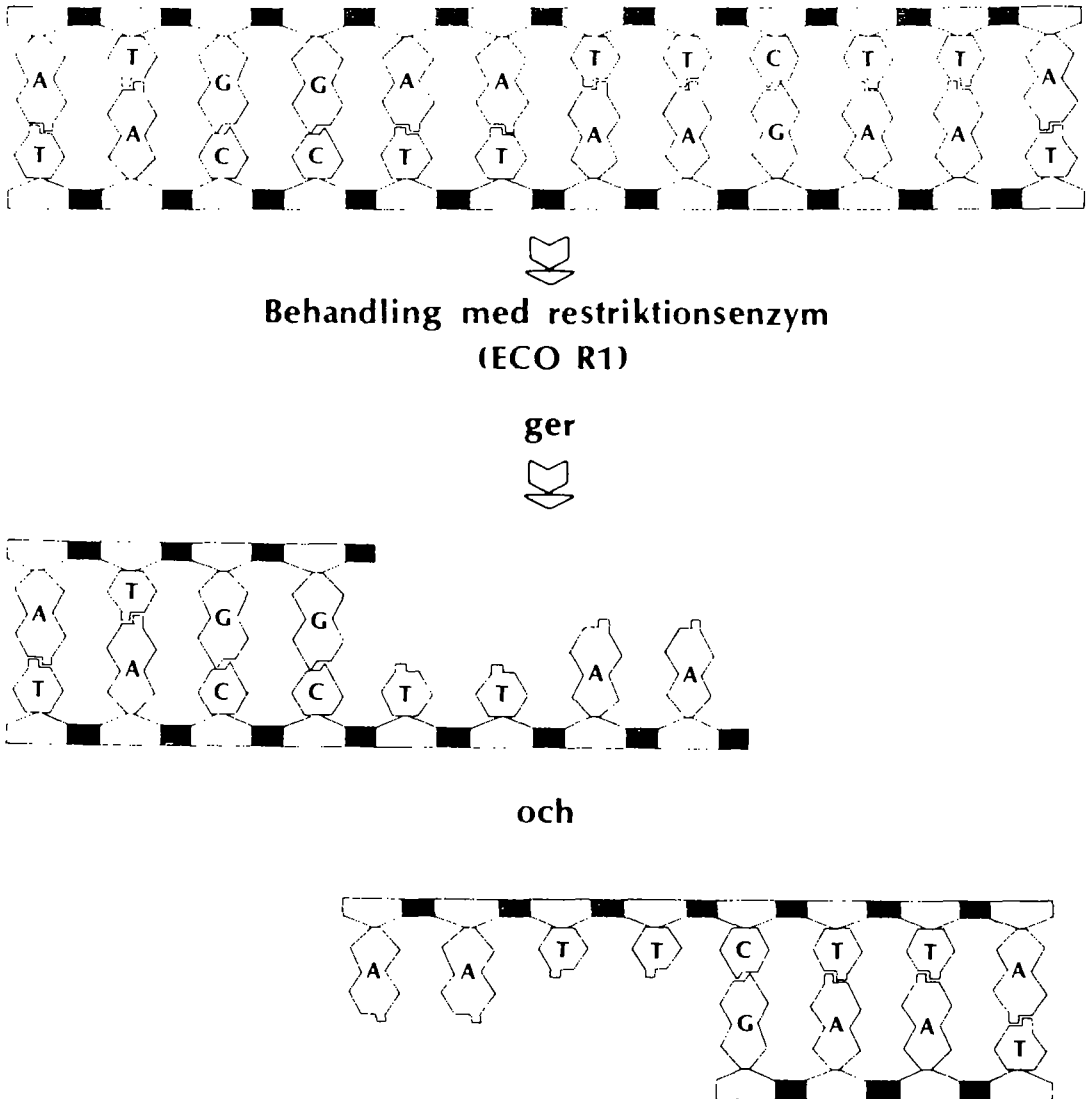 A T G G A A T T C T T A
T A C C T T A A G A A T
Behandling med restriktionsenzym
(ECO R1)
ger
A T G G
T A C C T T A A
och
A A T T C T T A
G A A T